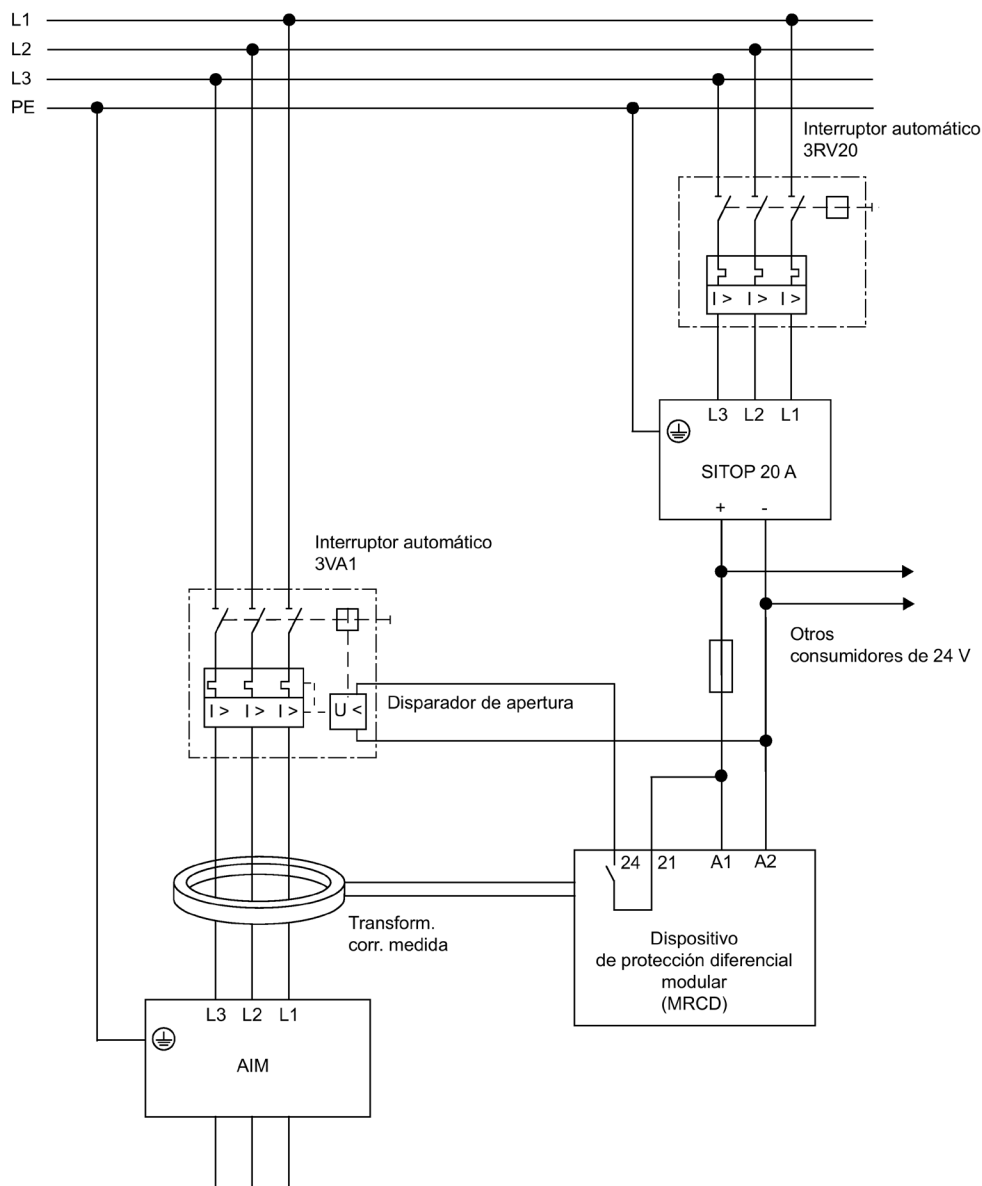 L1
L2
L3
PE
Interruptor automático
3RV20
I > I > I >
L3 L2 L1
SITOP 20 A
+ -
Interruptor automático
3VA1
Otros
consumidores de 24 V
I > I > I > U <
Disparador de apertura
24 21 A1 A2
Transform.
corr. medida
Dispositivo
de protección diferencial
modular
(MRCD)
L3 L2 L1
AIM